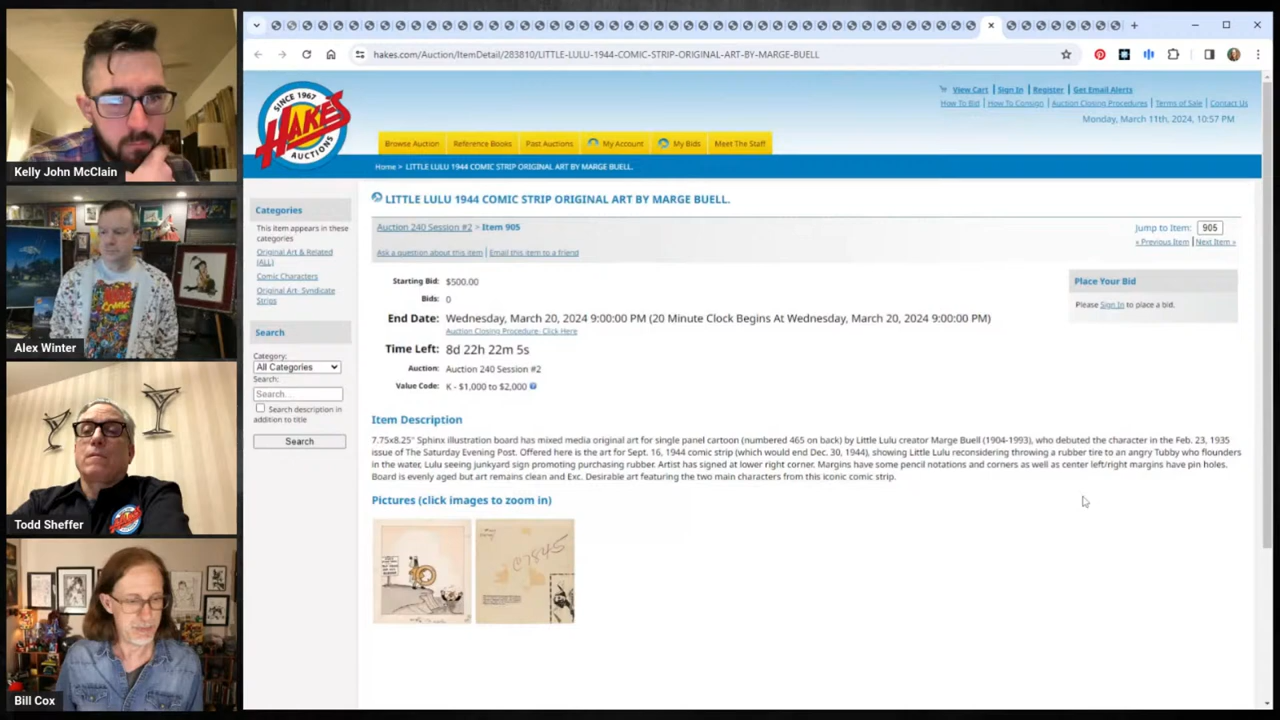 Kelly John McClain
Alex Winter
Todd Sheffer
Bill Cox
hakes.com/Auction/ItemDetail/283810/LITTLE-LULU-1944-COMIC-STRIP-ORIGINAL-ART-BY-MARGE-BUELL
SINCE 1967
HAKE'S
AUCTIONS
View Cart | Sign In | Register | Get Email Alerts
How To Bid | How To Consign | Auction Closing Procedures | Terms of Sale | Contact Us
Monday, March 11th, 2024, 10:57 PM
Browse Auction Reference Books Past Auctions My Account My Bids Meet The Staff
Home > LITTLE LULU 1944 COMIC STRIP ORIGINAL ART BY MARGE BUELL.
Categories
This item appears in these
categories
Original Art & Related
(ALL)
Comic Characters
Original Art- Syndicate
Strips
Search
Category:
All Categories
Search:
Search...
Search description in
addition to title
Search
LITTLE LULU 1944 COMIC STRIP ORIGINAL ART BY MARGE BUELL.
Auction 240 Session #2 > Item 905
Jump to Item: 905
« Previous Item | Next Item »
Ask a question about this item | Email this item to a friend
Starting Bid: $500.00
Bids: 0
End Date: Wednesday, March 20, 2024 9:00:00 PM (20 Minute Clock Begins At Wednesday, March 20, 2024 9:00:00 PM)
Auction Closing Procedure- Click Here
Time Left: 8d 22h 22m 5s
Auction: Auction 240 Session #2
Value Code: K - $1,000 to $2,000
Place Your Bid
Please Sign In to place a bid.
Item Description
7.75x8.25" Sphinx illustration board has mixed media original art for single panel cartoon (numbered 465 on back) by Little Lulu creator Marge Buell (1904-1993), who debuted the character in the Feb. 23, 1935
issue of The Saturday Evening Post. Offered here is the art for Sept. 16, 1944 comic strip (which would end Dec. 30, 1944), showing Little Lulu reconsidering throwing a rubber tire to an angry Tubby who flounders
in the water, Lulu seeing junkyard sign promoting purchasing rubber. Artist has signed at lower right corner. Margins have some pencil notations and corners as well as center left/right margins have pin holes.
Board is evenly aged but art remains clean and Exc. Desirable art featuring the two main characters from this iconic comic strip.
Pictures (click images to zoom in)